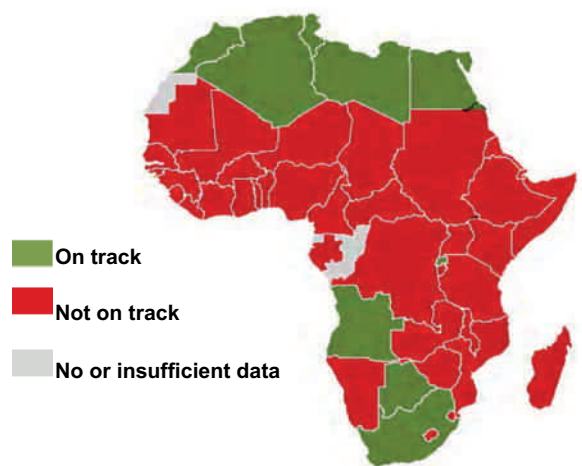 On track
Not on track
No or insufficient data